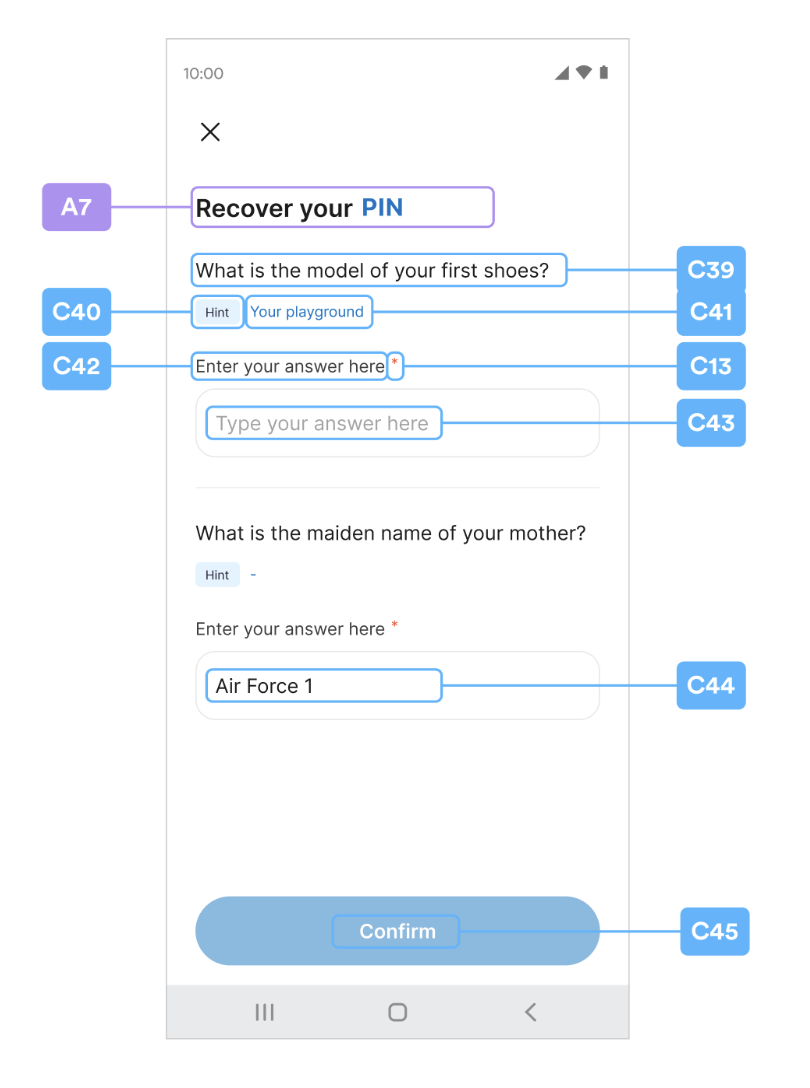 10:00
A7
Recover your PIN
What is the model of your first shoes?
C39
C40
Hint
Your playground
C41
C42
Enter your answer here *
C13
Type your answer here
C43
What is the maiden name of your mother?
Hint -
Enter your answer here *
Air Force 1
C44
Confirm
C45